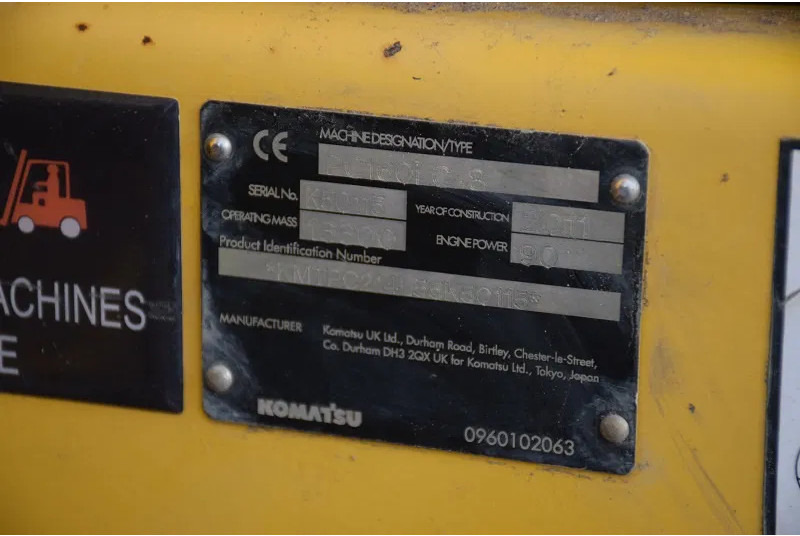 ACHINES
E
CE
MACHINE DESIGNATION/TYPE
SERIAL No. K50115
YEAR OF CONSTRUCTION 2011
OPERATING MASS
ENGINE POWER
Product Identification Number
MANUFACTURER
Komatsu UK Ltd., Durham Road, Birtley, Chester-le-Street,
Co. Durham DH3 2QX UK for Komatsu Ltd., Tokyo, Japan
KOMATSU
0960102063